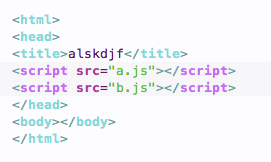 <html>
<head>
<title>alskdjf</title>
<script src="a.js"></script>
<script src="b.js"></script>
</head>
<body></body>
</html>